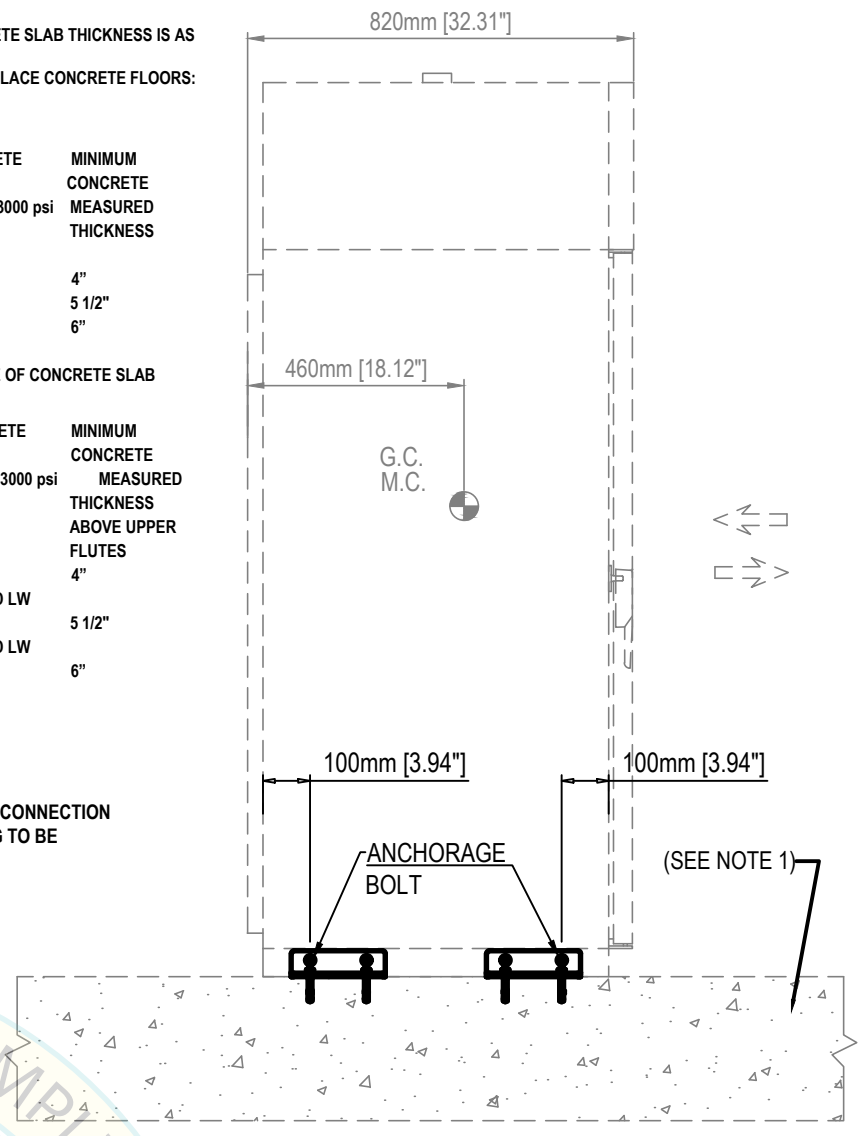 ETE SLAB THICKNESS IS AS
LACE CONCRETE FLOORS:
ETE MINIMUM
CONCRETE
3000 psi MEASURED
THICKNESS
4”
5 1/2"
6”
OF CONCRETE SLAB
ETE MINIMUM
CONCRETE
3000 psi MEASURED
THICKNESS
ABOVE UPPER
FLUTES
4”
LW
5 1/2"
LW
6”
CONNECTION
TO BE
820mm [32.31"]
460mm [18.12"]
G.C.
M.C.
100mm [3.94"]
100mm [3.94"]
ANCHORAGE
BOLT
(SEE NOTE 1)